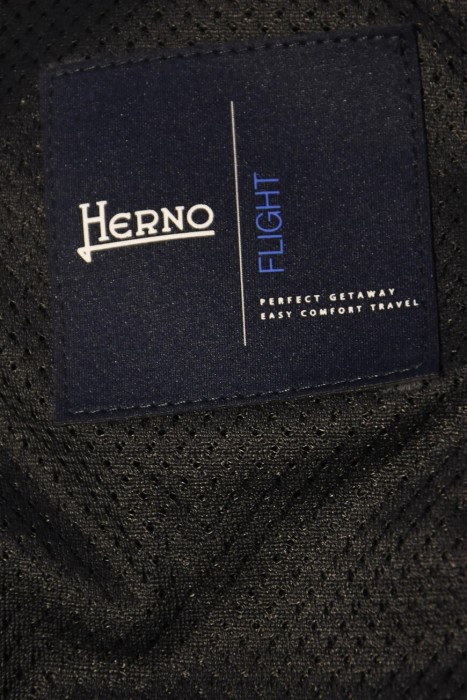 HERNO
FLIGHT
PERFECT GETAWAY
EASY COMFORT TRAVEL